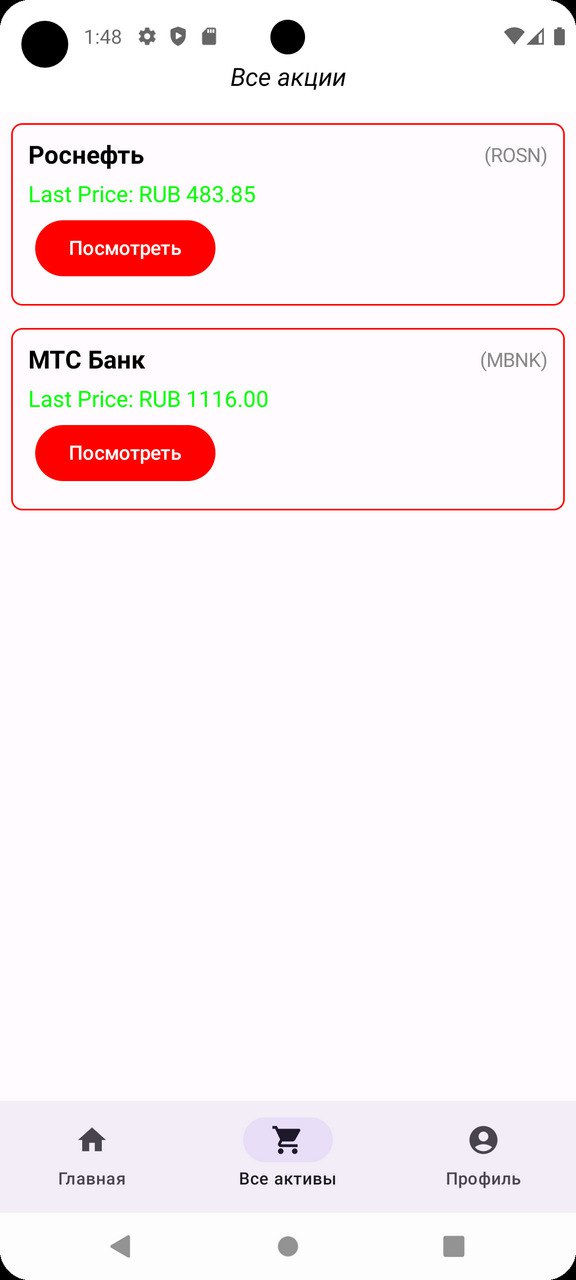 1:48
Все акции
Роснефть (ROSN)
Last Price: RUB 483.85
Посмотреть
МТС Банк (MBNK)
Last Price: RUB 1116.00
Посмотреть
Главная Все активы Профиль